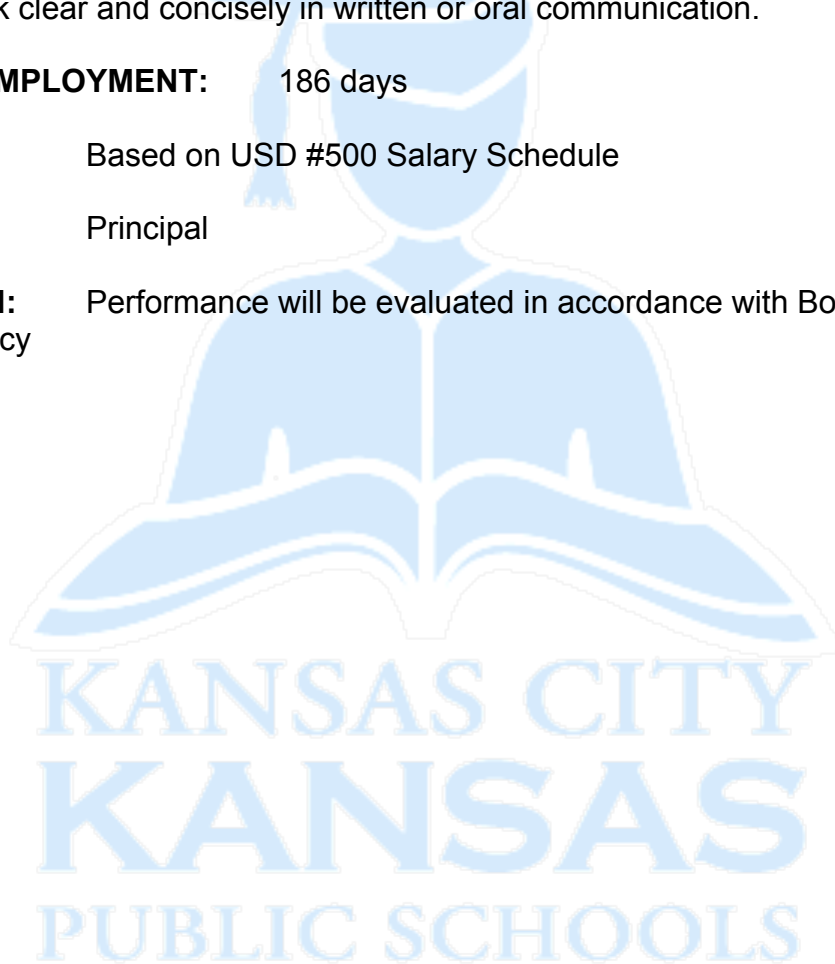 k clear and concisely in written or oral communication.
MPLOYMENT: 186 days
Based on USD #500 Salary Schedule
Principal
: Performance will be evaluated in accordance with Bo
cy
KANSAS CITY
KANSAS
PUBLIC SCHOOLS